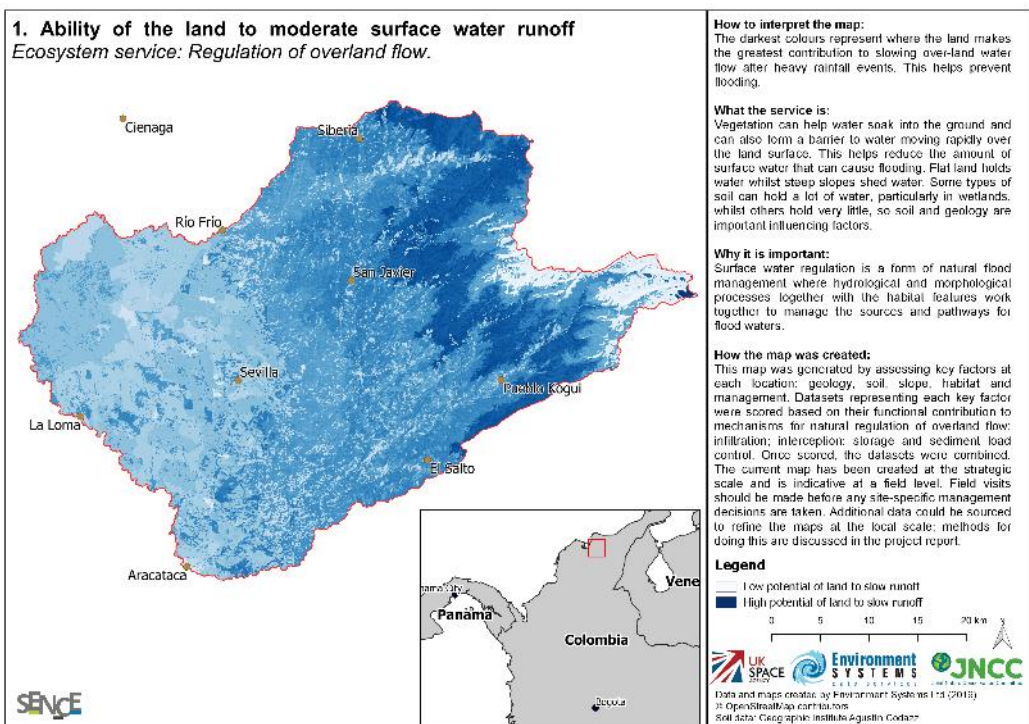 1. Ability of the land to moderate surface water runoff
Ecosystem service: Regulation of overland flow.
Cienaga
Siberia
Rio Frio
San Javier
Sevilla
Pueblo Kogui
La Loma
El Salto
Aracataca
Panama
Vene
Colombia
Bogota
SENCE
How to interpret the map:
The darkest colours represent where the land makes
the greatest contribution to slowing over-land water
flow after heavy rainfall events. This helps prevent
flooding.
What the service is:
Vegetation can help water soak into the ground and
can also form a barrier to water moving rapidly over
the land surface. This helps reduce the amount of
surface water that can cause flooding. Flat land holds
water whilst steep slopes shed water. Some types of
soil can hold a lot of water, particularly in wetlands,
whilst others hold very little, so soil and geology are
important influencing factors.
Why it is important:
Surface water regulation is a form of natural flood
management where hydrological and morphological
processes together with the habitat features work
together to manage the sources and pathways for
flood waters.
How the map was created:
This map was generated by assessing key factors at
each location: geology, soil, slope, habitat and
management. Datasets representing each key factor
were scored based on their functional contribution to
mechanisms for natural regulation of overland flow:
infiltration; interception; storage and sediment load
control. Once scored, the datasets were combined.
The current map has been created at the strategic
scale and is indicative at a field level. Field visits
should be made before any site-specific management
decisions are taken. Additional data could be sourced
to refine the maps at the local scale; methods for
doing this are discussed in the project report.
Legend
Low potential of land to slow runoff
High potential of land to slow runoff
0 5 10 15 20 km
UK SPACE AGENCY
Environment SYSTEMS
JNCC
Data and maps created by Environment Systems Ltd (2019)
© OpenStreetMap contributors
Soil data: Geographic Institute Agustin Codazzi